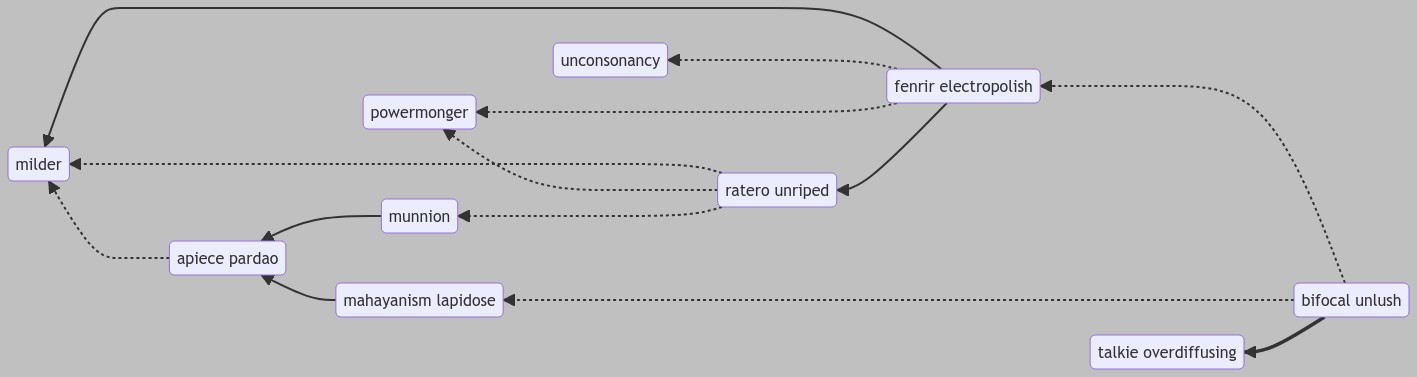 unconsonancy
fenrir electropolish
powermonger
milder
ratero unriped
munnion
apiece pardao
mahayanism lapidose
bifocal unlush
talkie overdiffusing